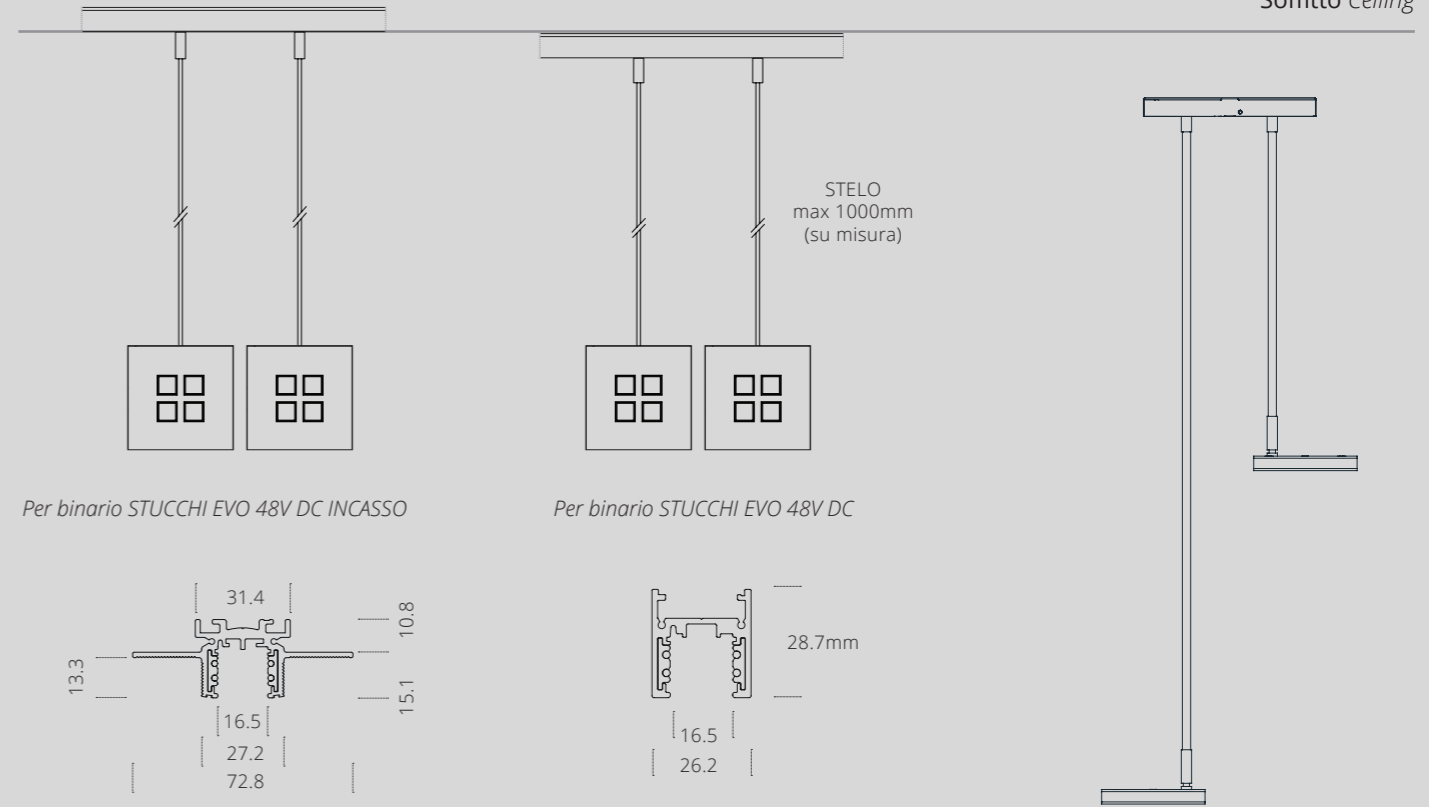 Soffitto Ceiling
STELO
max 1000mm
(su misura)
Per binario STUCCHI EVO 48V DC INCASSO
Per binario STUCCHI EVO 48V DC
31.4
10.8
13.3
15.1
16.5
27.2
72.8
28.7mm
16.5
26.2